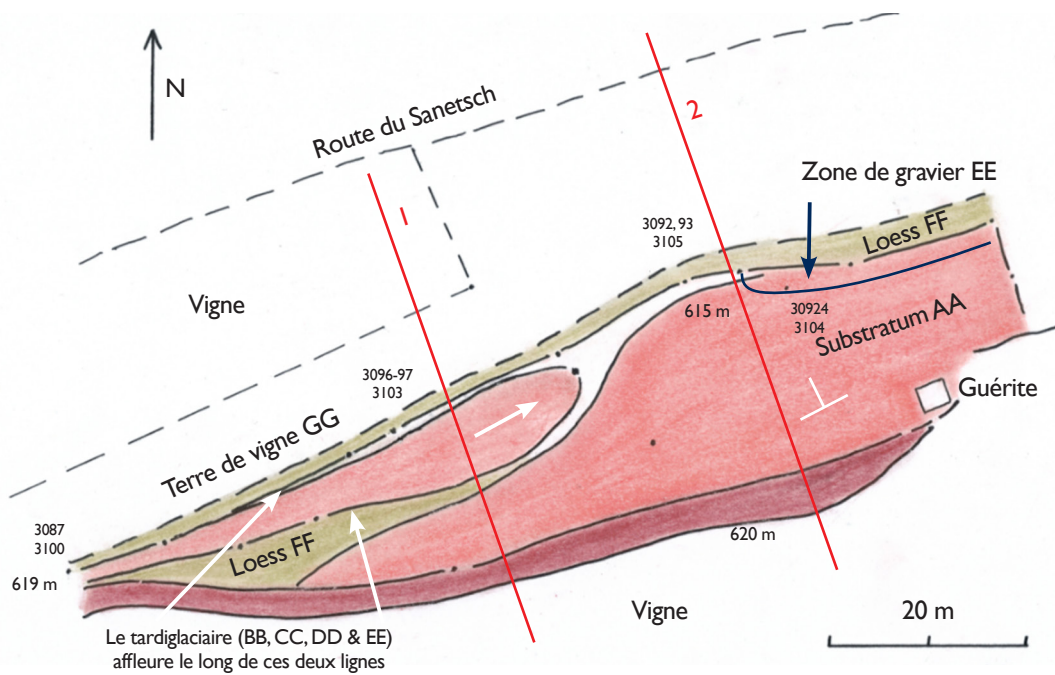 N
Route du Sanetsch
2
Zone de gravier EE
1
3092, 93
3105
Loess FF
Vigne
615 m
30924
3104
Substratum AA
3096-97
3103
Guérite
Terre de vigne GG
3087
3100
Loess FF
620 m
619 m
Vigne
20 m
Le tardiglaciaire (BB, CC, DD & EE)
affleure le long de ces deux lignes